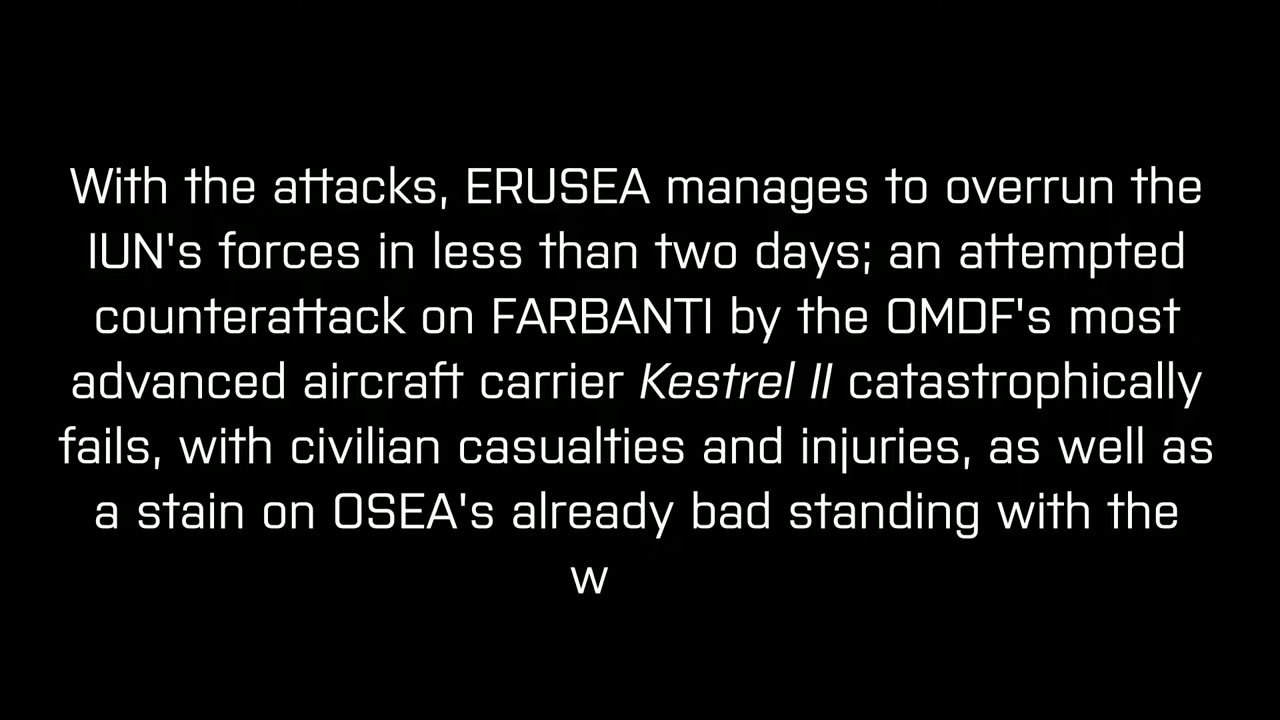 With the attacks, ERUSEA manages to overrun the
IUN's forces in less than two days; an attempted
counterattack on FARBANTI by the OMDF's most
advanced aircraft carrier Kestrel II catastrophically
fails, with civilian casualties and injuries, as well as
a stain on OSEA's already bad standing with the
w